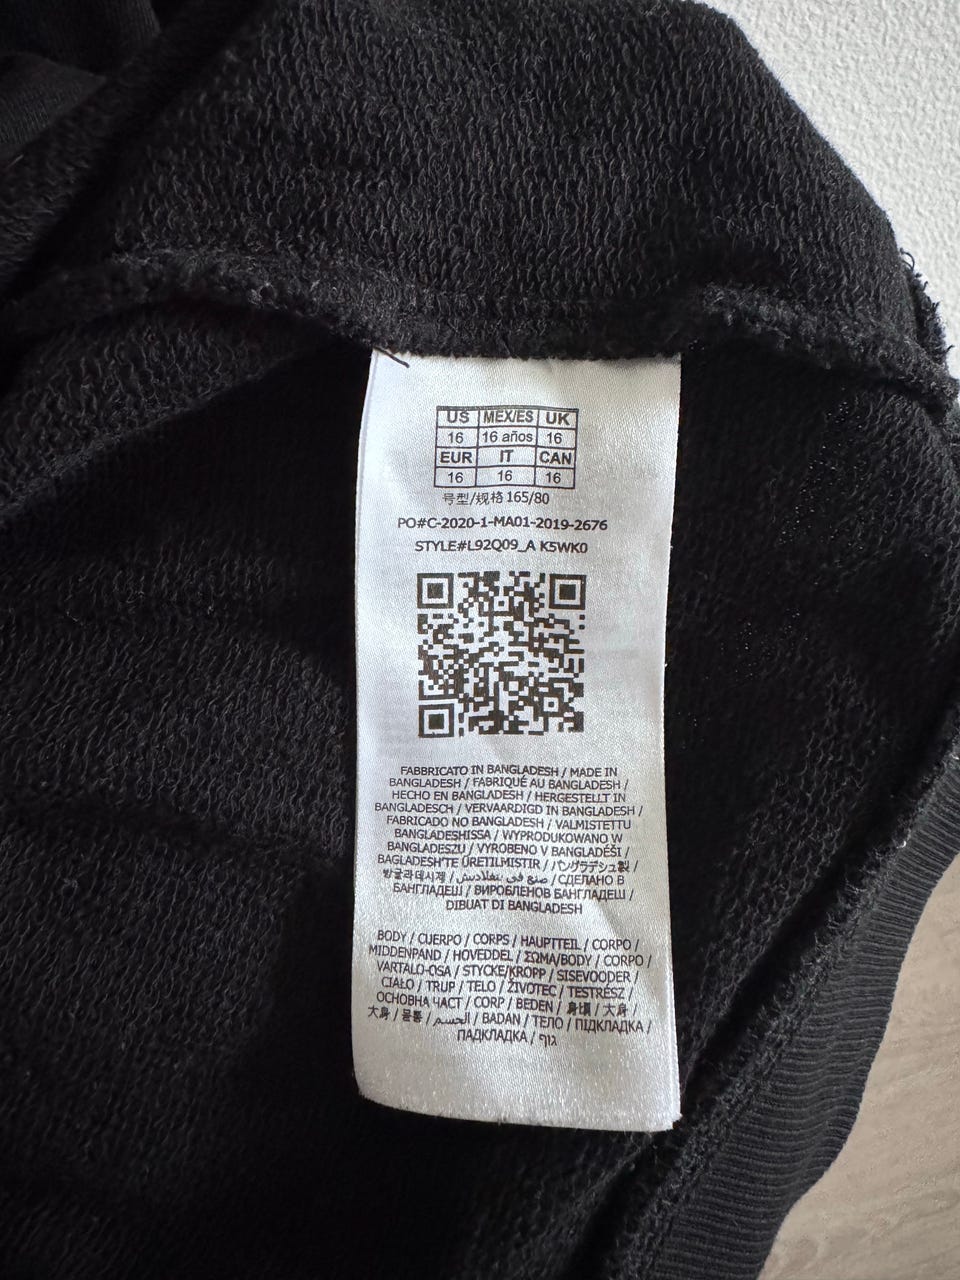 US MEX/ES UK
16 16 años 16
EUR IT CAN
16 16 16
号型/规格 165/80
PO#C-2020-1-MA01-2019-2676
STYLE#L92Q09_A K5WK0
FABBRICATO IN BANGLADESH / MADE IN
BANGLADESH / FABRIQUÉ AU BANGLADESH /
HECHO EN BANGLADESH / HERGESTELLT IN
BANGLADESCH / VERVAARDIGD IN BANGLADESH /
FABRICADO NO BANGLADESH / VALMISTETTU
BANGLADESHISSA / WYPRODUKOWANO W
BANGLADESZU / VYROBENO V BANGLADÉŠI /
BAGLADESH'TE ÜRETILMISTIR / バングラデシュ製 /
방글라데시제 / صنع في بنغلاديش /СДЕЛАНО В
БАНГЛАДЕШ / ВИРОБЛЕНОВ БАНГЛАДЕШ /
DIBUAT DI BANGLADESH
BODY / CUERPO / CORPS / HAUPTTEIL / CORPO /
MIDDENPAND / HOVEDDEL / ΣΩΜΑ/BODY / CORPO /
VARTALO-OSA / STYCKE/KROPP / SISEVOODER /
CIAŁO / TRUP / TELO / ŽIVOTEC / TESTRÉSZ /
ОСНОВНА ЧАСТ / CORP / BEDEN / 身頃 / 大身 /
大身 / 몸통 / الجسم / BADAN / ТЕЛО / ПІДКЛАДКА /
ПАДКЛАДКА / גוף